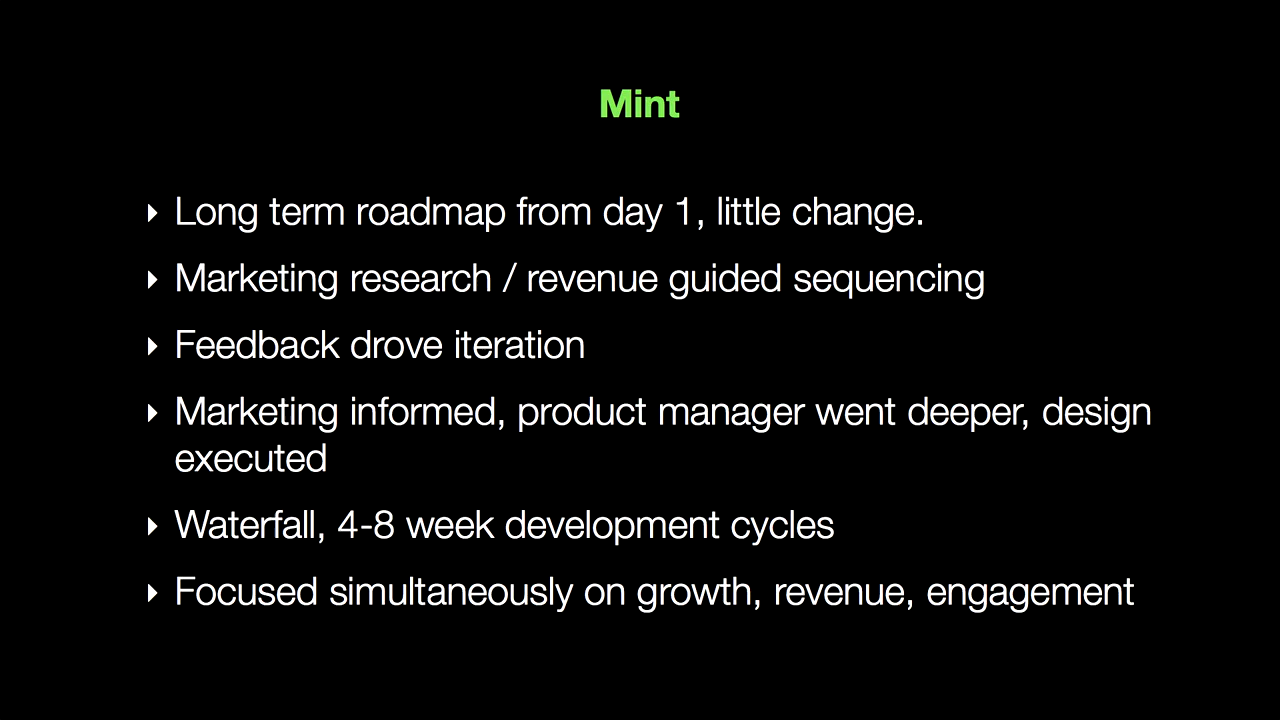 Mint
Long term roadmap from day 1, little change.
Marketing research / revenue guided sequencing
Feedback drove iteration
Marketing informed, product manager went deeper, design
executed
Waterfall, 4-8 week development cycles
Focused simultaneously on growth, revenue, engagement